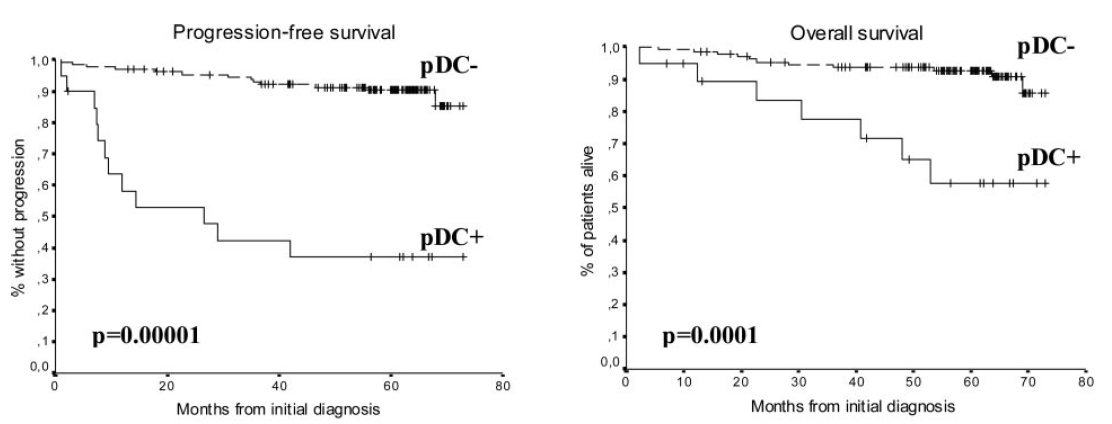 Progression-free survival
pDC-
pDC+
p=0.00001
% without progression
1,0
,9
,8
,7
,6
,5
,4
,3
,2
,1
0,0
0 20 40 60 80
Months from initial diagnosis
Overall survival
pDC-
pDC+
p=0.0001
% of patients alive
1,0
,9
,8
,7
,6
,5
,4
,3
,2
,1
0,0
0 10 20 30 40 50 60 70 80
Months from initial diagnosis